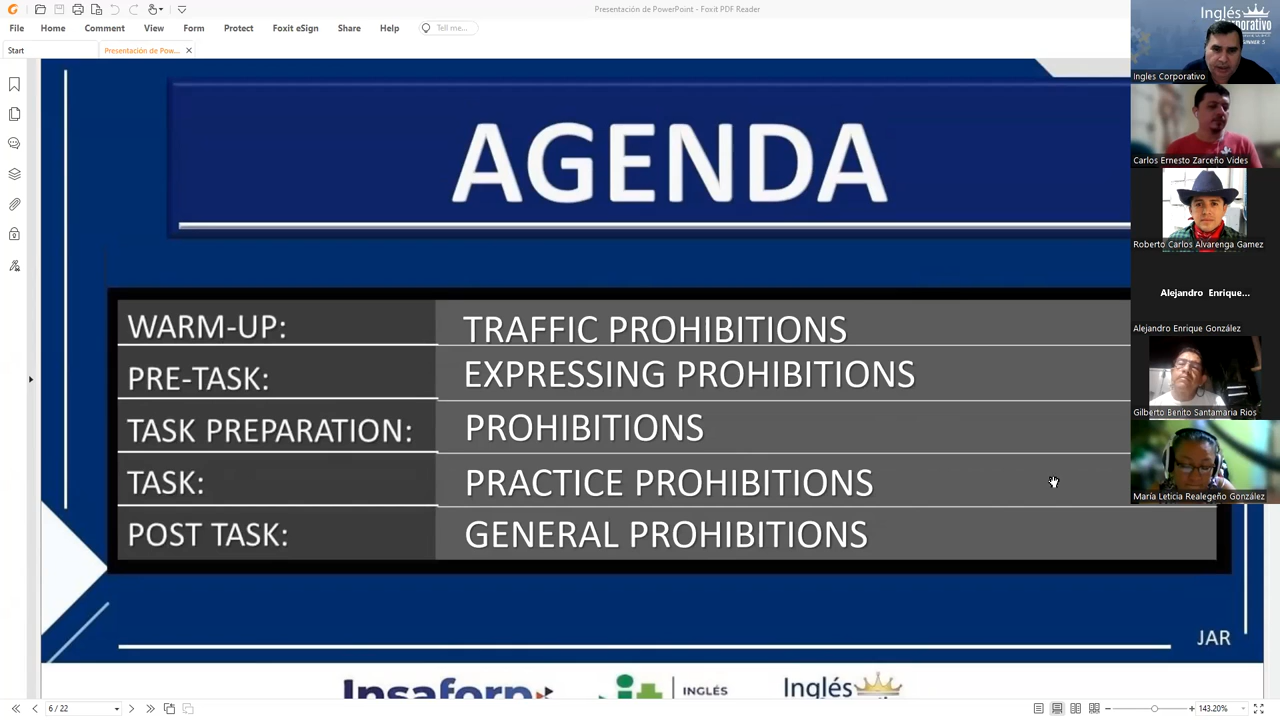 Presentación de PowerPoint - Foxit PDF Reader
File Home Comment View Form Protect Foxit eSign Share Help Tell me...
Start Presentación de Pow...
AGENDA
WARM-UP: TRAFFIC PROHIBITIONS
PRE-TASK: EXPRESSING PROHIBITIONS
TASK PREPARATION: PROHIBITIONS
TASK: PRACTICE PROHIBITIONS
POST TASK: GENERAL PROHIBITIONS
JAR
Insaforp INGLÉS Inglés
6 / 22 143.20%
Inglés
Corporativo
Ingles Corporativo
Carlos Ernesto Zarceño Vides
Roberto Carlos Alvarenga Gamez
Alejandro Enrique...
Alejandro Enrique González
Gilberto Benito Santamaria Rios
María Leticia Realegeño González